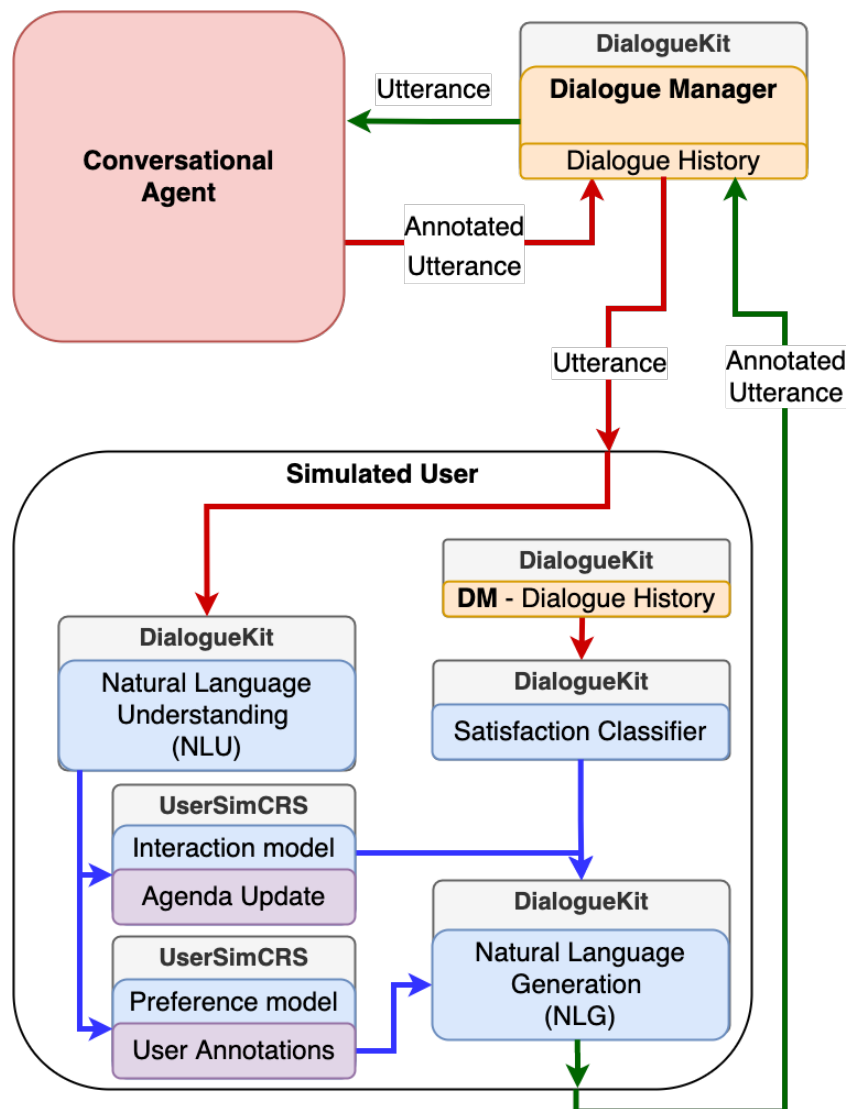 DialogueKit
Utterance
Dialogue Manager
Conversational
Agent
Dialogue History
Annotated
Utterance
Utterance
Annotated
Utterance
Simulated User
DialogueKit
DM - Dialogue History
DialogueKit
Natural Language
Understanding
(NLU)
DialogueKit
Satisfaction Classifier
UserSimCRS
Interaction model
Agenda Update
UserSimCRS
Preference model
User Annotations
DialogueKit
Natural Language
Generation
(NLG)